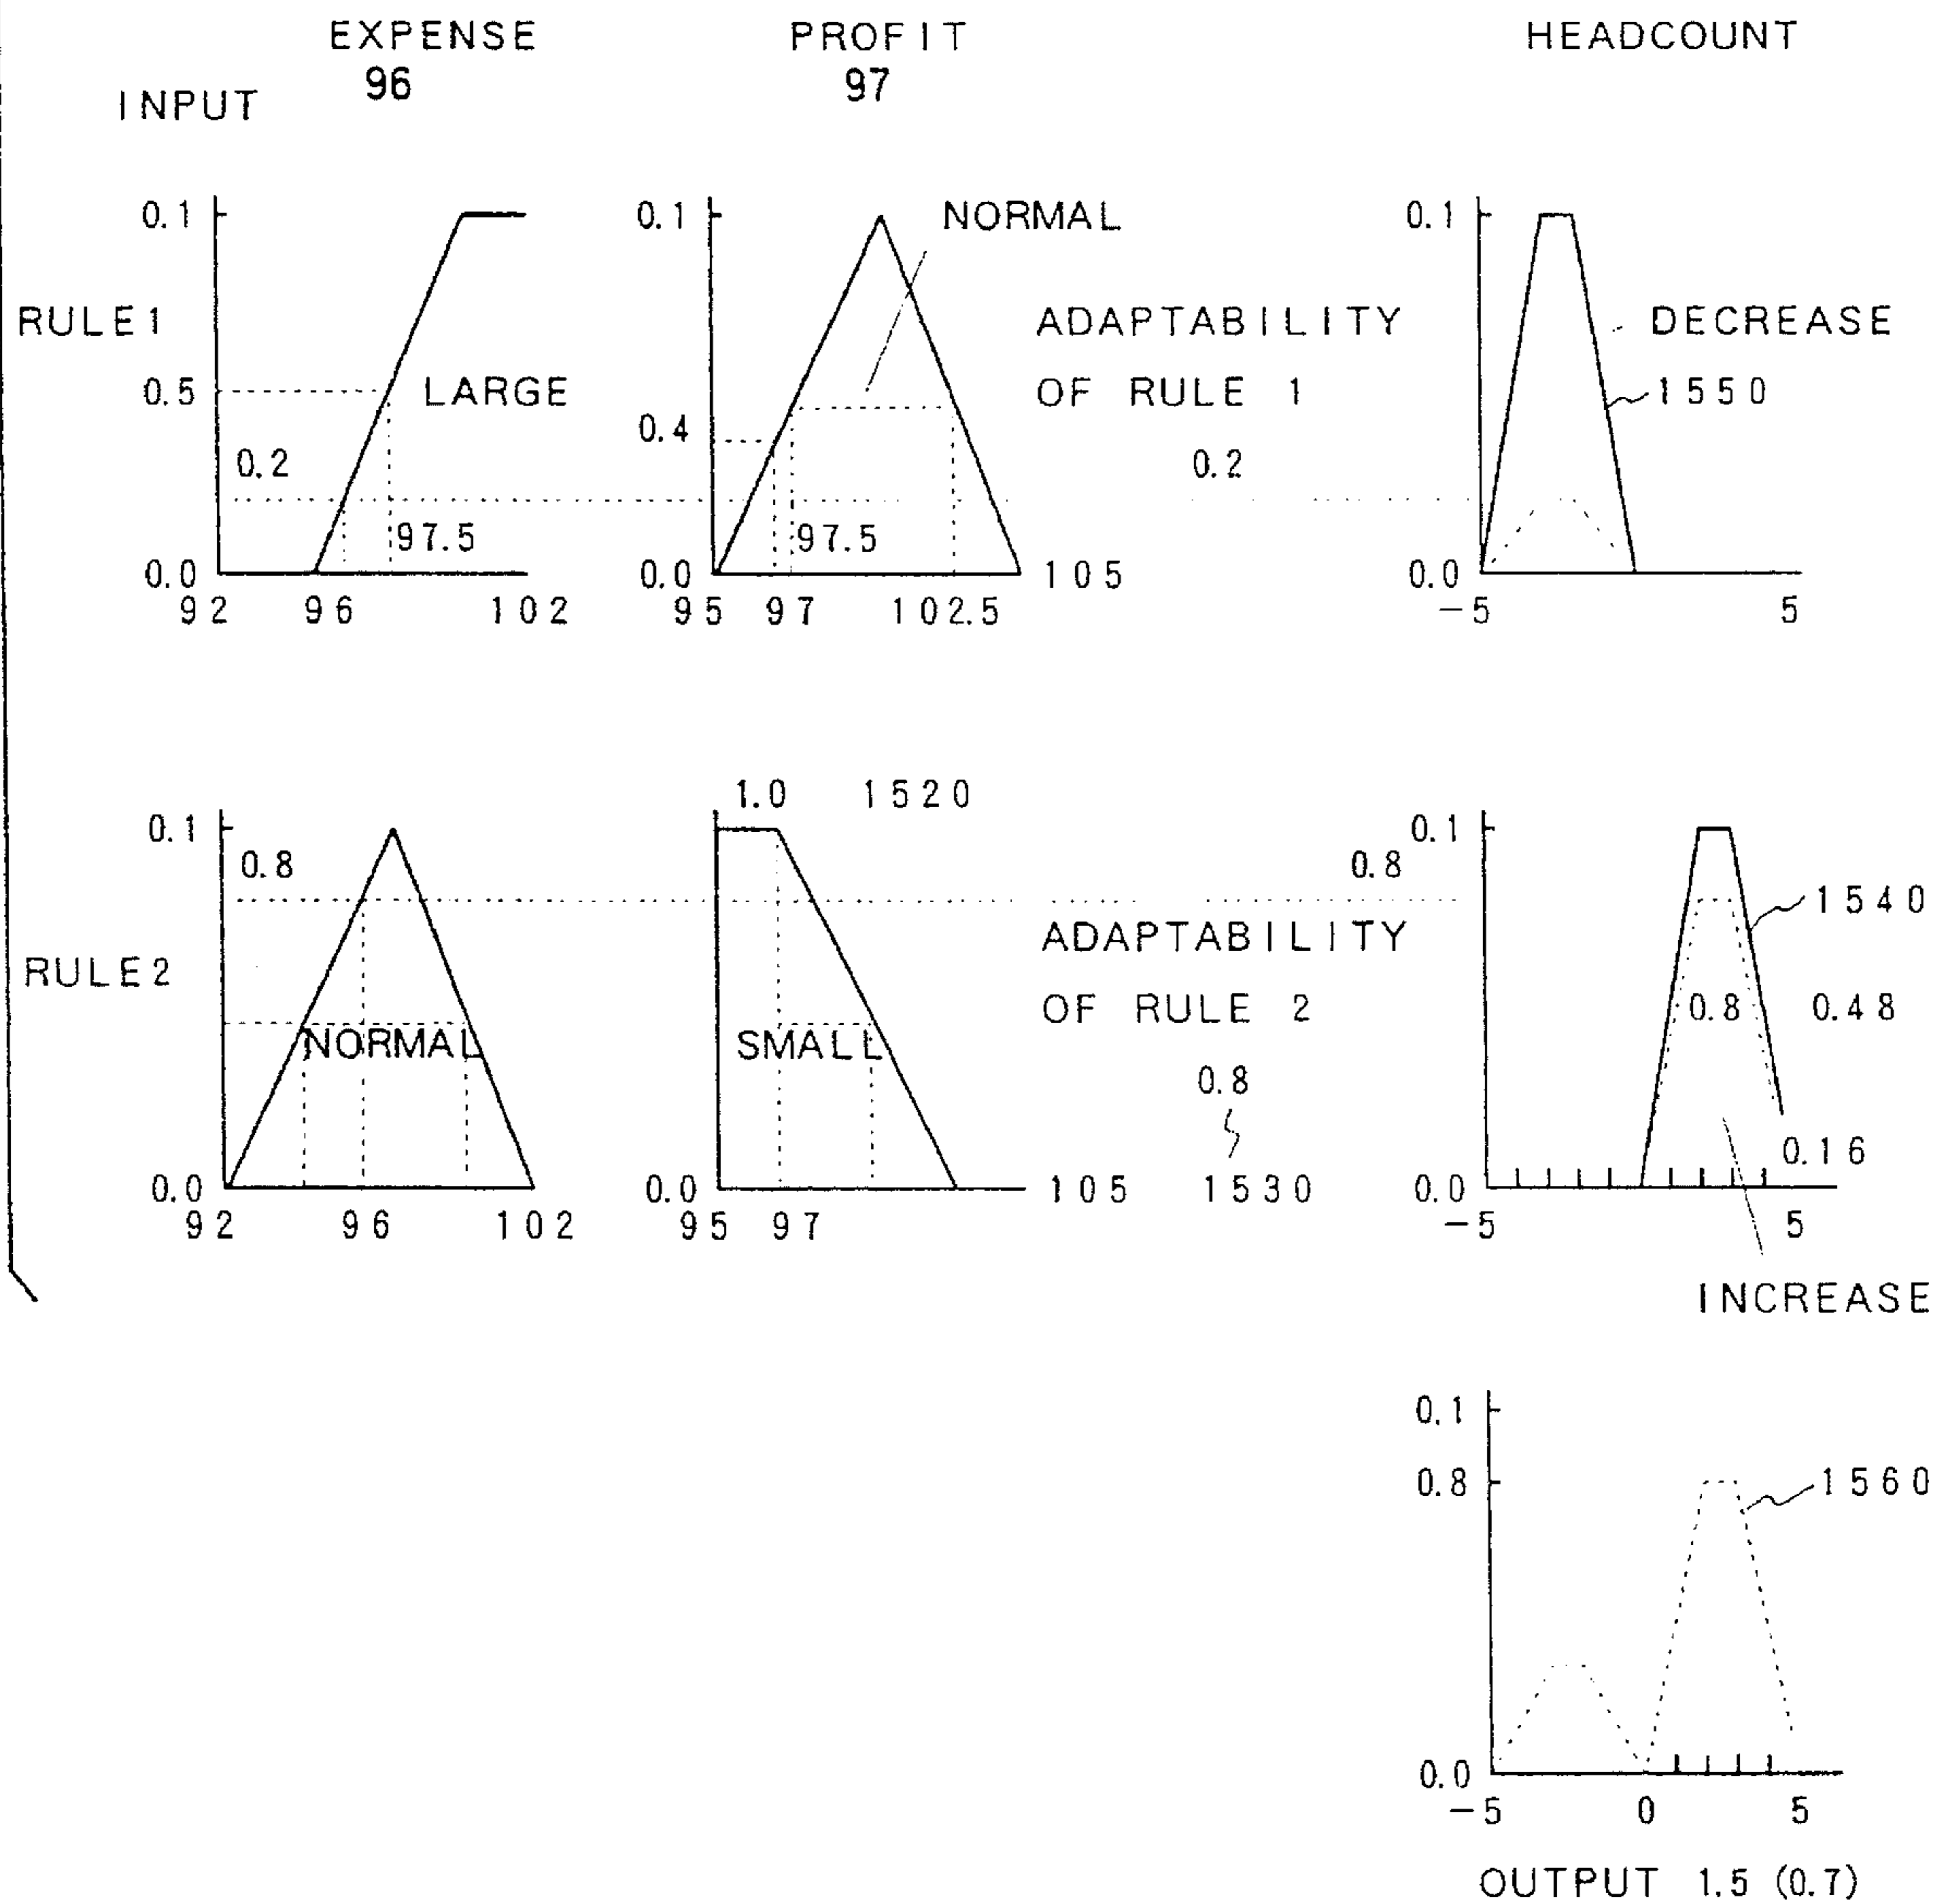 EXPENSE PROFIT HEADCOUNT
96 97
INPUT
0.1 0.1 NORMAL 0.1
RULE1 ADAPTABILITY DECREASE
0.5 LARGE OF RULE 1 1550
0.4
0.2 0.2
97.5 97.5
0.0 0.0 105 0.0
92 96 102 95 97 102.5 -5 5
1.0 1520
0.1 0.1
0.8 0.8
1540
ADAPTABILITY
RULE2
OF RULE 2 0.8 0.48
NORMAL SMALL
0.8
0.16
0.0 0.0 105 1530 0.0
92 96 102 95 97 -5 5
INCREASE
0.1
0.8 1560
0.0
-5 0 5
OUTPUT 1.5 (0.7)